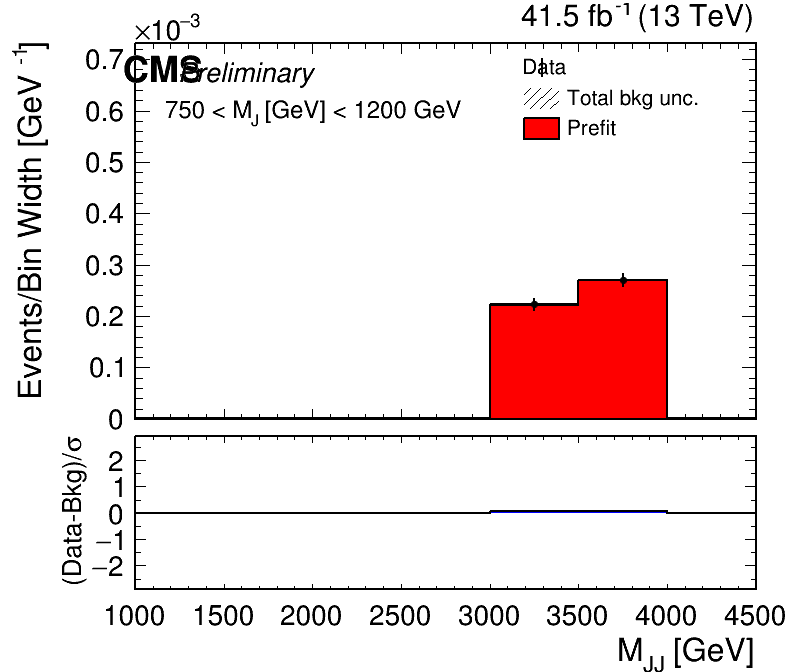 ×10⁻³
41.5 fb⁻¹ (13 TeV)
CMS Preliminary
750 < M_J [GeV] < 1200 GeV
Data
Total bkg unc.
Prefit
Events/Bin Width [GeV⁻¹]
0.7
0.6
0.5
0.4
0.3
0.2
0.1
0
(Data-Bkg)/σ
2
1
0
−1
−2
1000 1500 2000 2500 3000 3500 4000 4500
M_JJ [GeV]